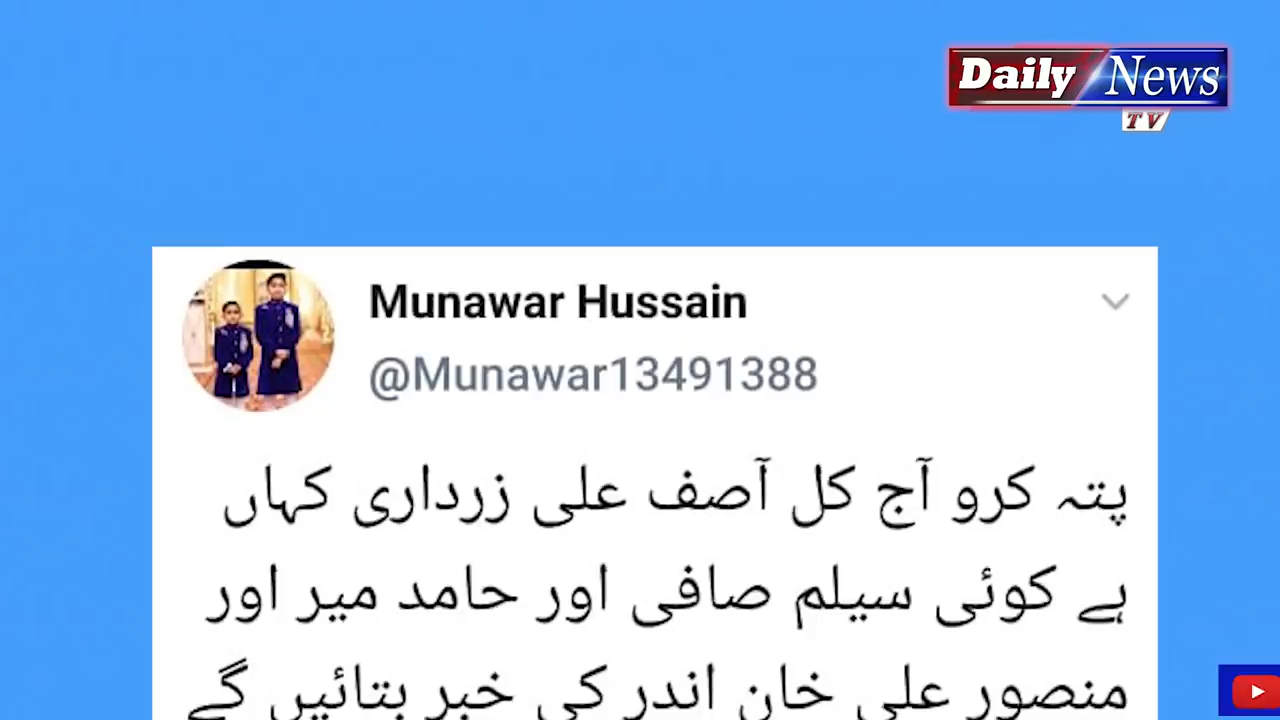 Daily News
TV
Munawar Hussain
@Munawar13491388
پتہ کرو آج کل آصف علی زرداری کہاں
ہے کوئی سیلم صافی اور حامد میر اور
منصور علی خان اندر کی خبر بتائیں گے